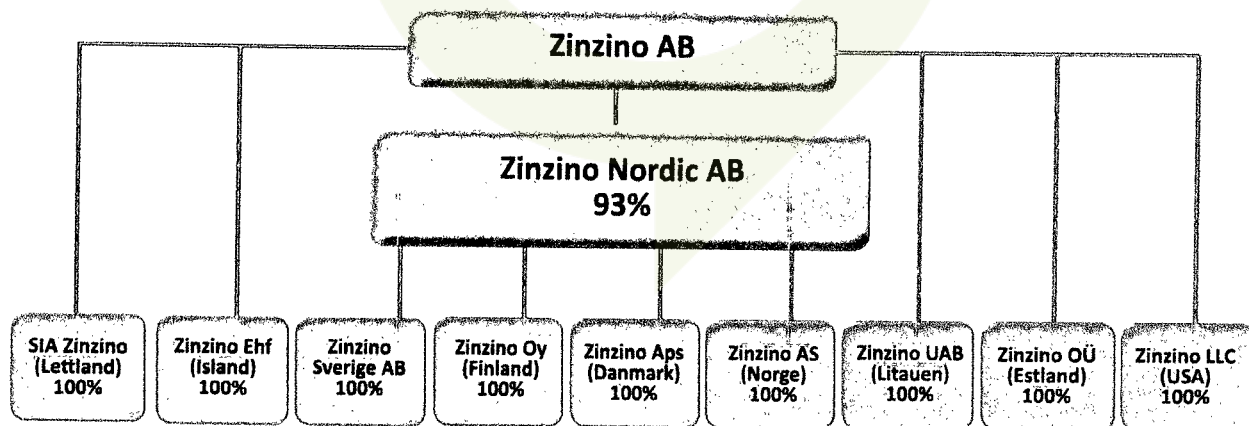 Zinzino AB
Zinzino Nordic AB
93%
SIA Zinzino
(Lettland)
100%
Zinzino Ehf
(Island)
100%
Zinzino
Sverige AB
100%
Zinzino Oy
(Finland)
100%
Zinzino Aps
(Danmark)
100%
Zinzino AS
(Norge)
100%
Zinzino UAB
(Litauen)
100%
Zinzino OÜ
(Estland)
100%
Zinzino LLC
(USA)
100%